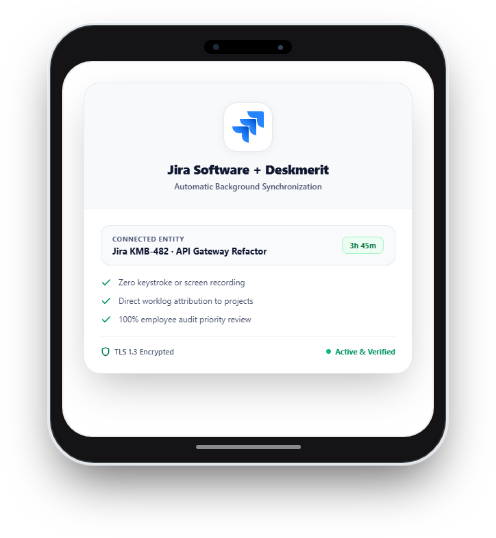 Jira Software + Deskmerit
Automatic Background Synchronization
CONNECTED ENTITY
Jira KMB-482 · API Gateway Refactor
3h 45m
Zero keystroke or screen recording
Direct worklog attribution to projects
100% employee audit priority review
TLS 1.3 Encrypted
Active & Verified